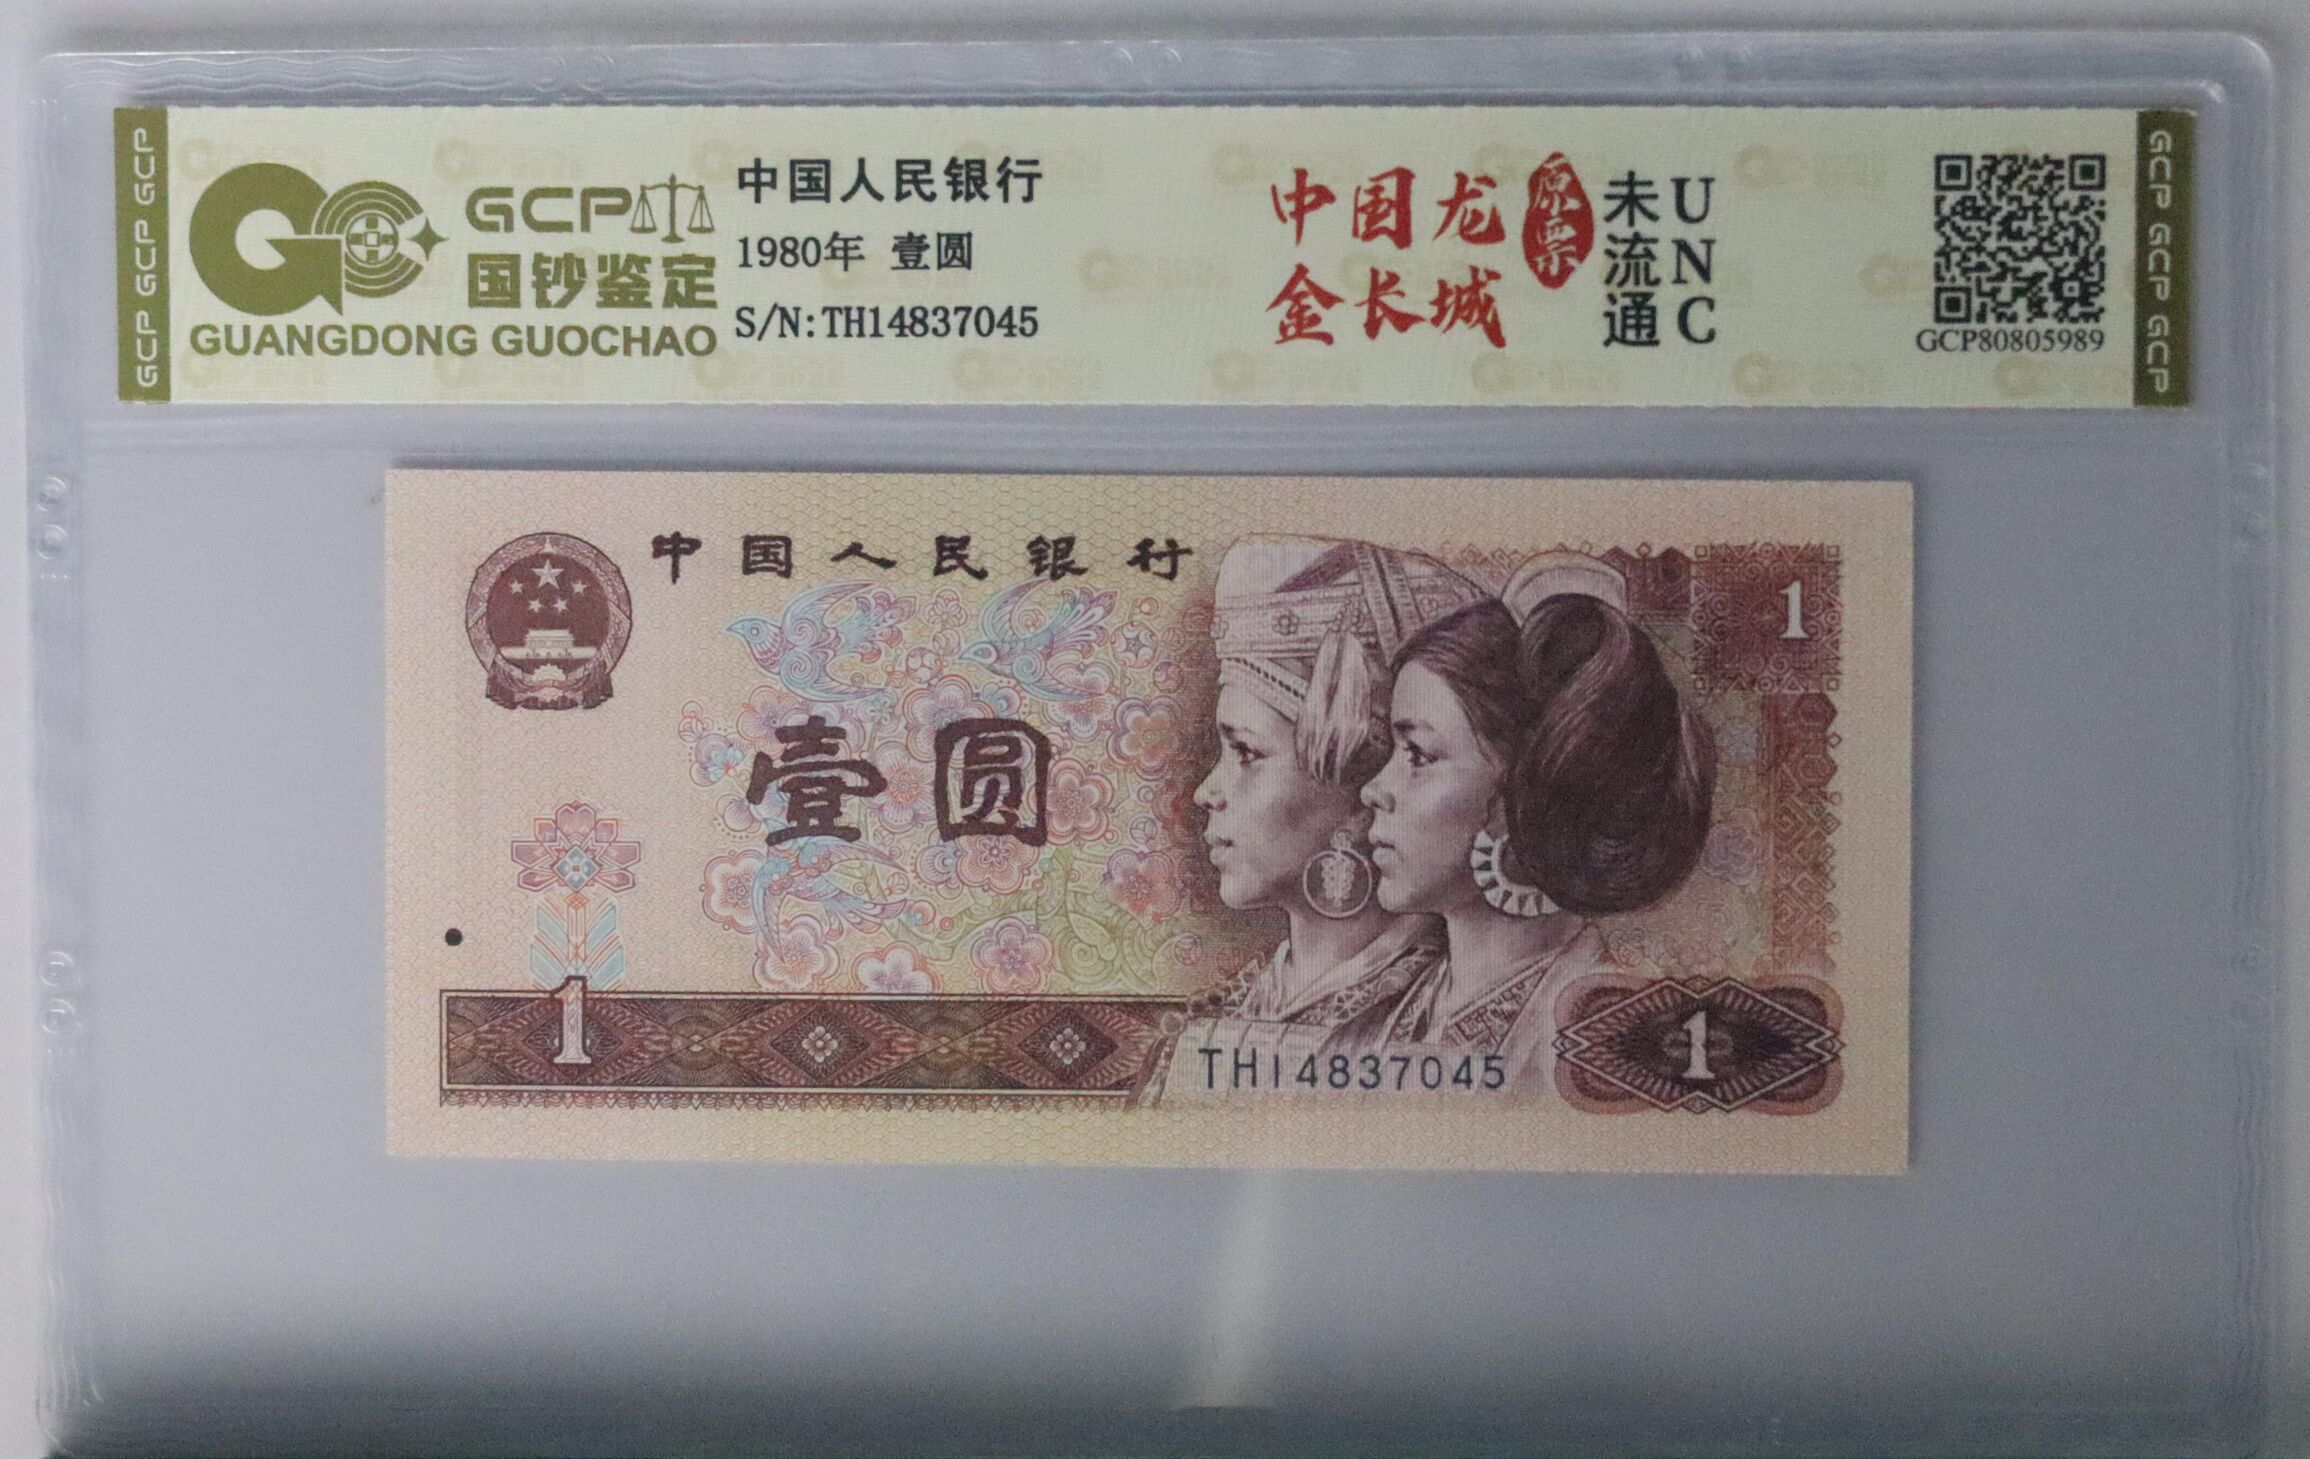 GCP GCP GCP GCP
GCP
国钞鉴定
GUANGDONG GUOCHAO
中国人民银行
1980年 壹圆
S/N:TH14837045
中国龙
金长城
原票
未流通
UNC
GCP80805989
GCP GCP GCP GCP
中国人民银行
1
壹圆
1
TH14837045
1